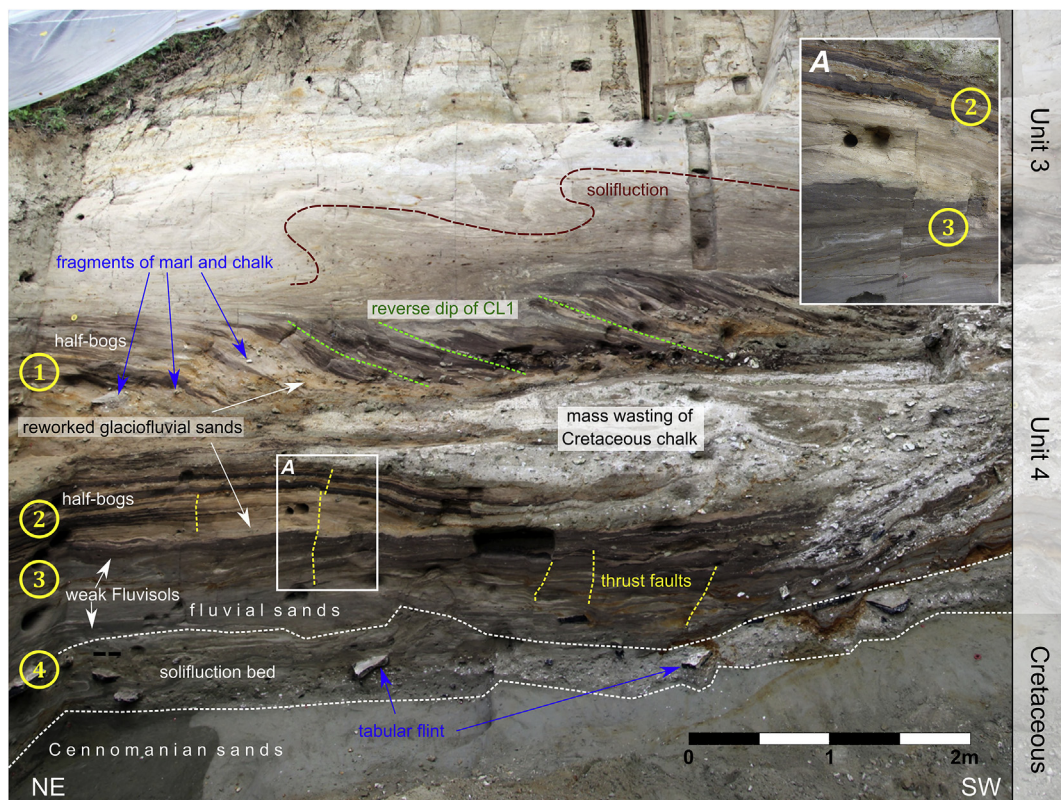 A
2
3
Unit 3
solifluction
fragments of marl and chalk
reverse dip of CL1
half-bogs
1
reworked glaciofluvial sands
mass wasting of
Cretaceous chalk
Unit 4
A
half-bogs
2
3
weak Fluvisols
thrust faults
fluvial sands
4
solifluction bed
tabular flint
Cennomanian sands
Cretaceous
0 1 2m
NE
SW